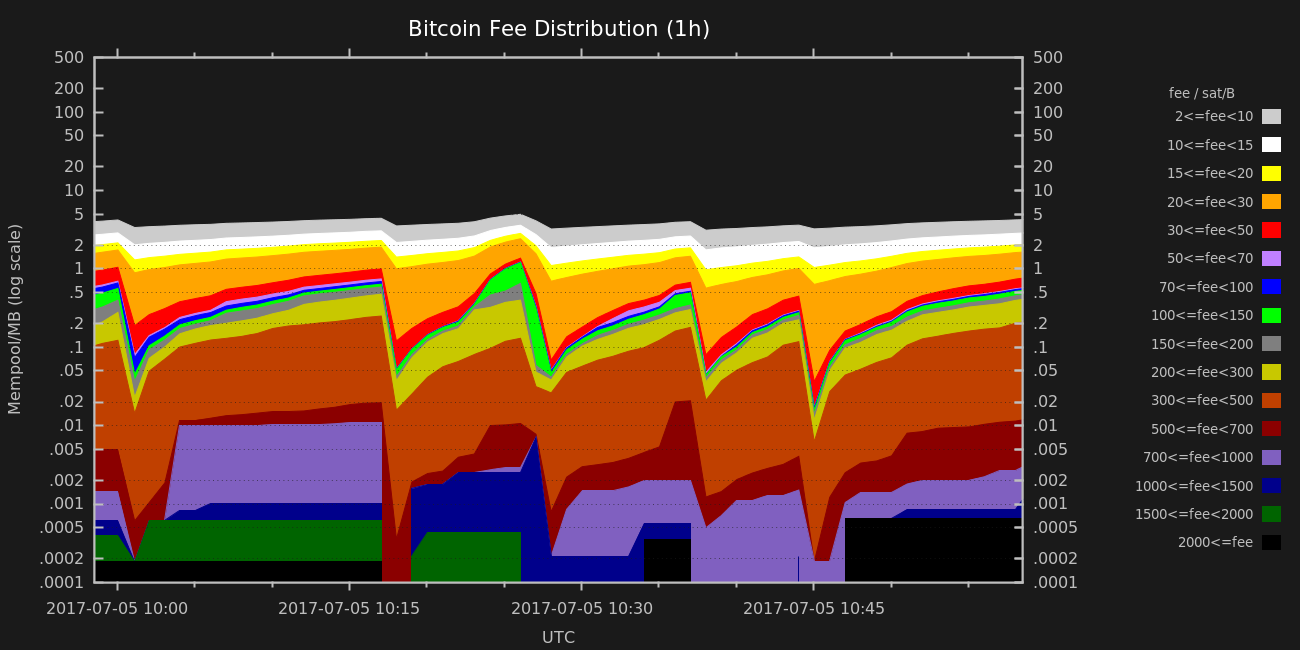 Bitcoin Fee Distribution (1h)
500 500
200 200
100 100
50 50
20 20
10 10
5 5
2 2
1 1
.5 .5
.2 .2
.1 .1
.05 .05
.02 .02
.01 .01
.005 .005
.002 .002
.001 .001
.0005 .0005
.0002 .0002
.0001 .0001
Mempool/MB (log scale)
2017-07-05 10:00 2017-07-05 10:15 2017-07-05 10:30 2017-07-05 10:45
UTC
fee / sat/B
2<=fee<10
10<=fee<15
15<=fee<20
20<=fee<30
30<=fee<50
50<=fee<70
70<=fee<100
100<=fee<150
150<=fee<200
200<=fee<300
300<=fee<500
500<=fee<700
700<=fee<1000
1000<=fee<1500
1500<=fee<2000
2000<=fee